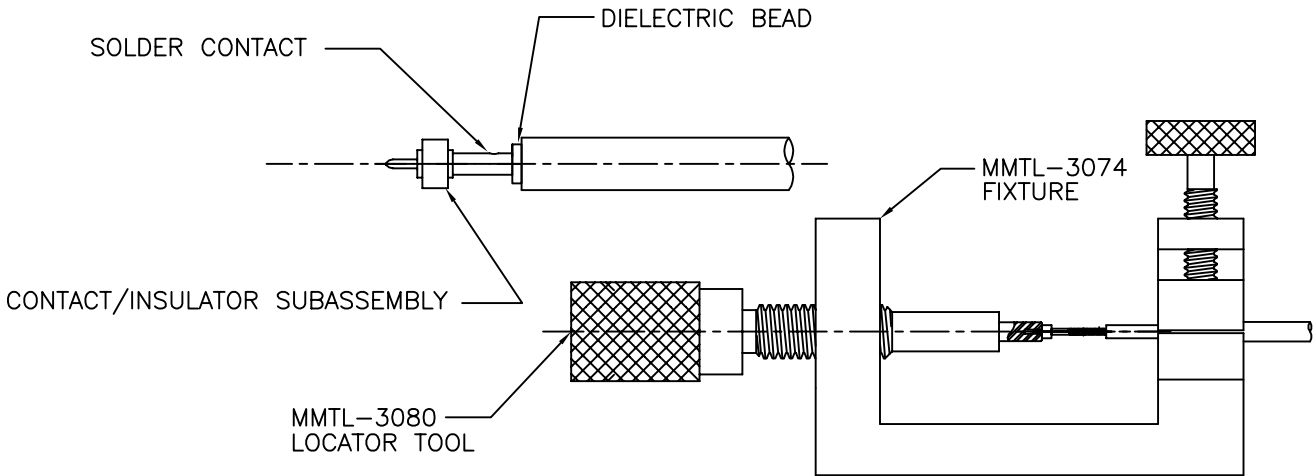 DIELECTRIC BEAD
SOLDER CONTACT
MMTL-3074
FIXTURE
CONTACT/INSULATOR SUBASSEMBLY
MMTL-3080
LOCATOR TOOL